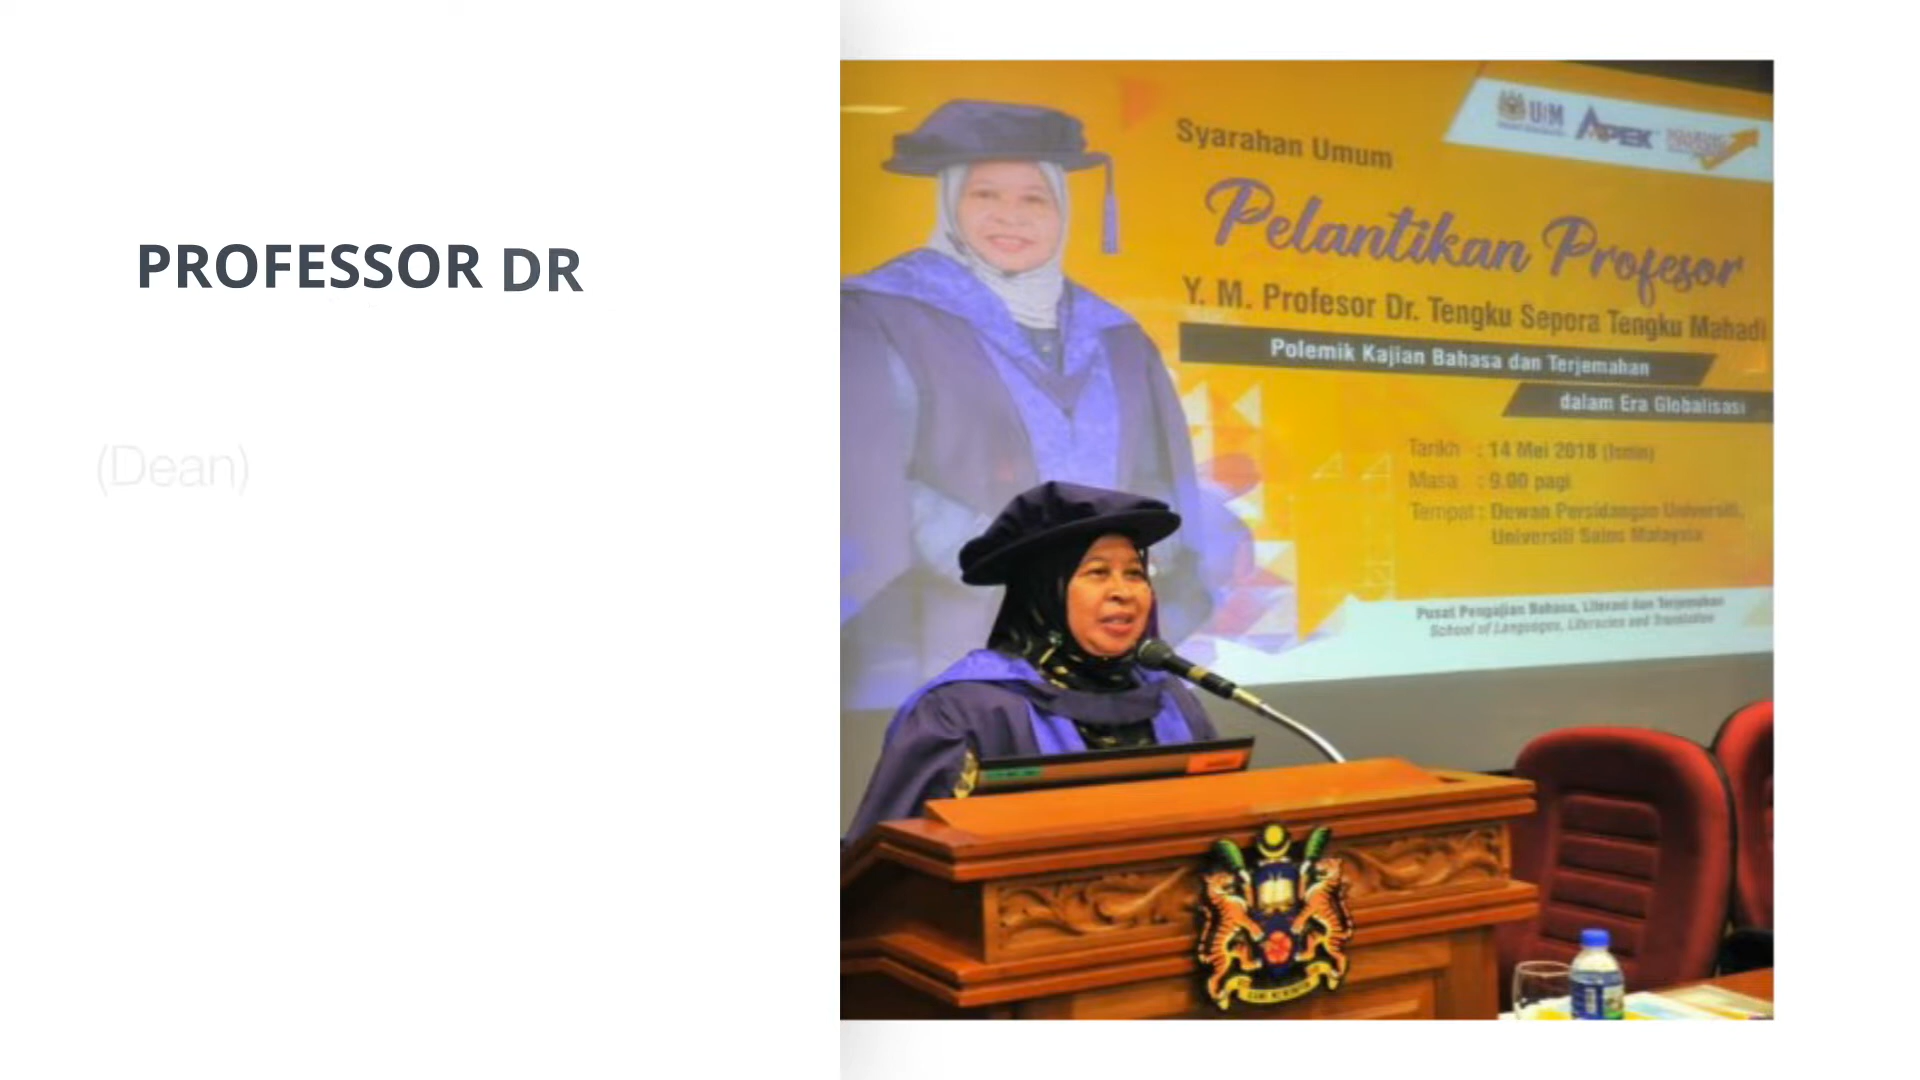 PROFESSOR DR
(Dean)
USM
APEX
Syarahan Umum
Pelantikan Profesor
Y. M. Profesor Dr. Tengku Sepora Tengku Mahadi
Polemik Kajian Bahasa dan Terjemahan
dalam Era Globalisasi
Tarikh : 14 Mei 2018 (Isnin)
Masa : 9.00 pagi
Tempat : Dewan Persidangan Universiti,
Universiti Sains Malaysia
Pusat Pengajian Bahasa, Literasi dan Terjemahan
School of Languages, Literacies and Translation